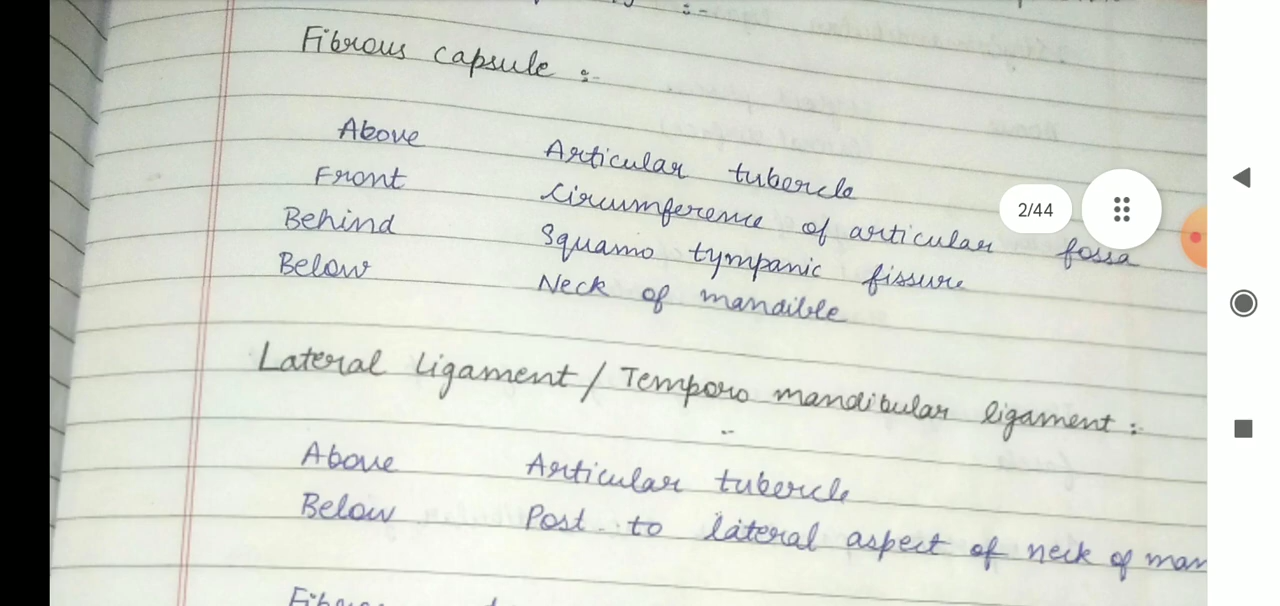 Fibrous capsule :-
Above Articular tubercle
Front Circumference of articular fossa
Behind Squamo tympanic fissure
Below Neck of mandible
2/44
Lateral Ligament / Temporo mandibular ligament :-
Above Articular tubercle
Below Post. to lateral aspect of neck of man